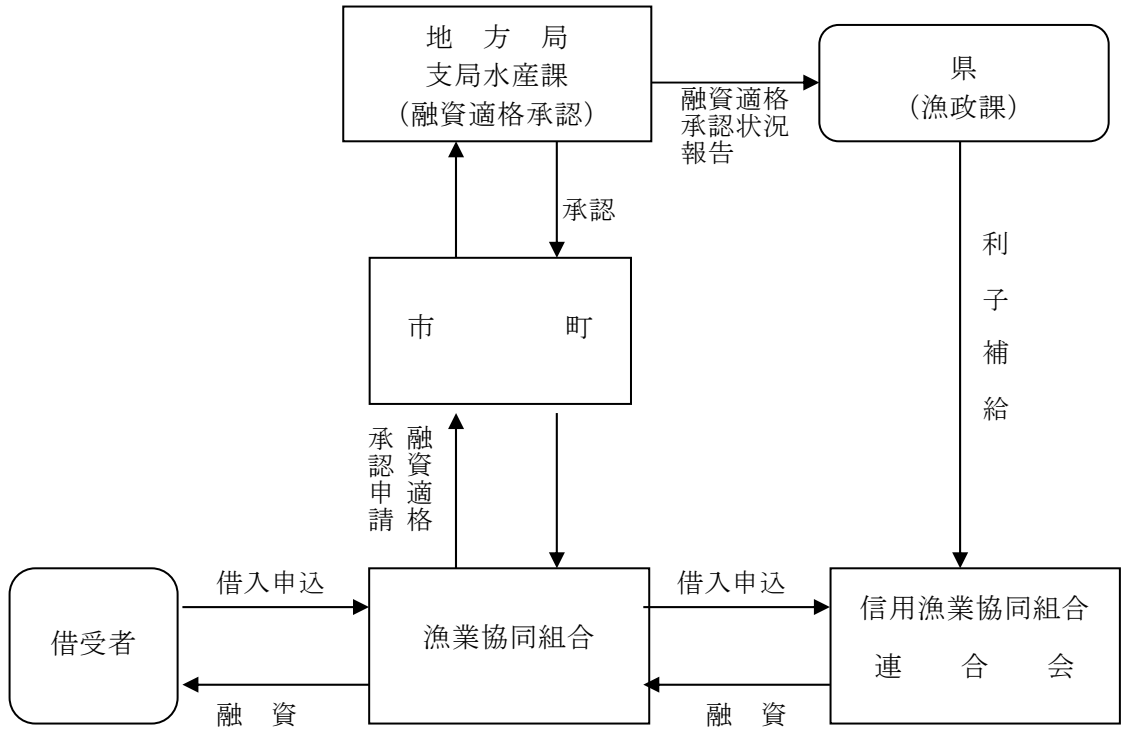 地　方　局
支局水産課
（融資適格承認）
融資適格
承認状況
報告
県
（漁政課）
承認
利子補給
市　町
融資適格
承認申請
借受者
借入申込
融　資
漁業協同組合
借入申込
融　資
信用漁業協同組合
連　合　会